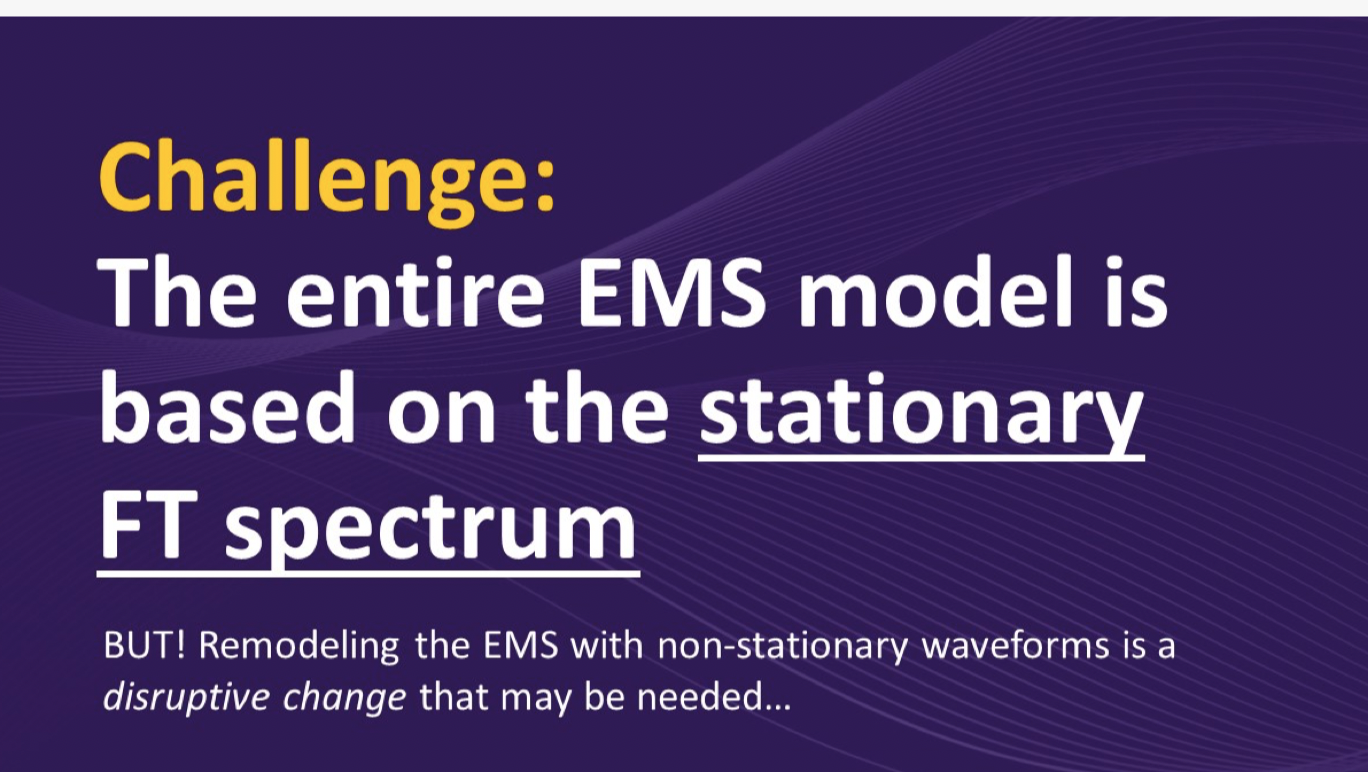 Challenge:
The entire EMS model is
based on the stationary
FT spectrum
BUT! Remodeling the EMS with non-stationary waveforms is a
disruptive change that may be needed...